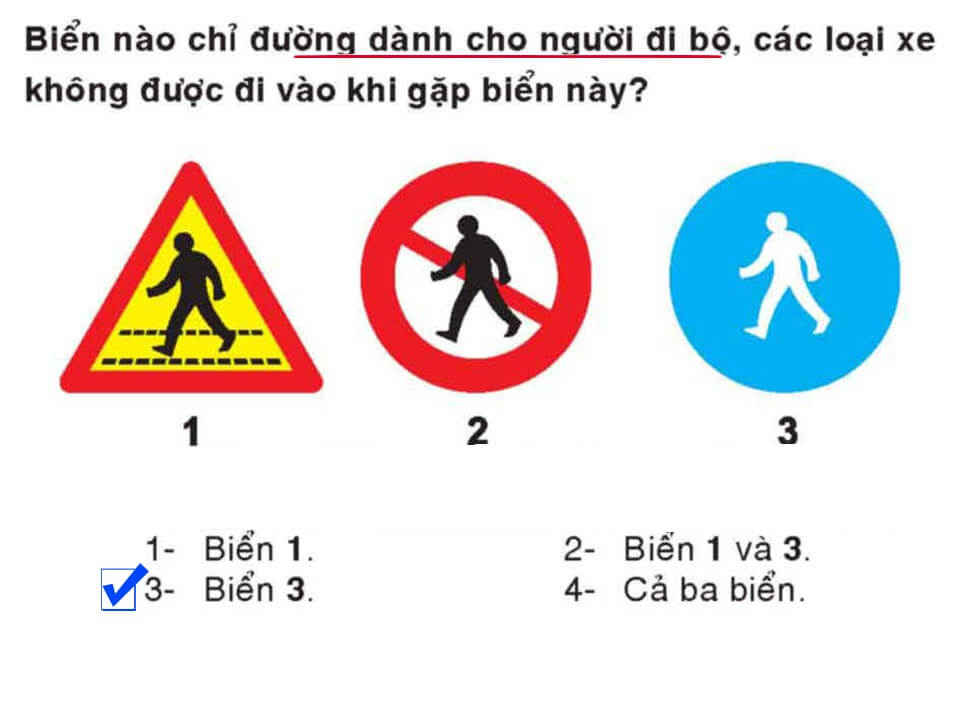 Biển nào chỉ đường dành cho người đi bộ, các loại xe
không được đi vào khi gặp biển này?
1 2 3
1- Biển 1. 2- Biển 1 và 3.
3- Biển 3. 4- Cả ba biển.